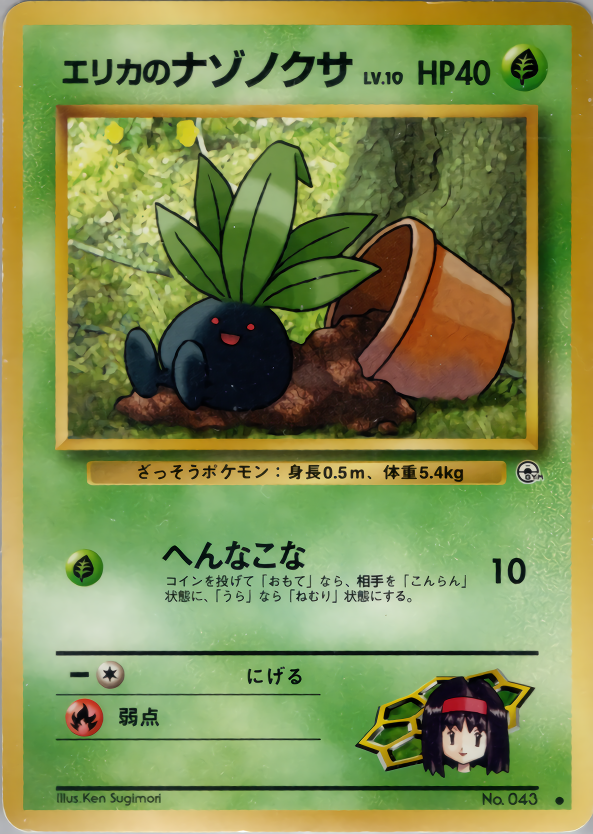 エリカのナゾノクサ LV.10 HP40
ざっそうポケモン：身長0.5m、体重5.4kg
GYM
へんなこな 10
コインを投げて「おもて」なら、相手を「こんらん」
状態に、「うら」なら「ねむり」状態にする。
ー にげる
弱点
Illus.Ken Sugimori No. 043 ●